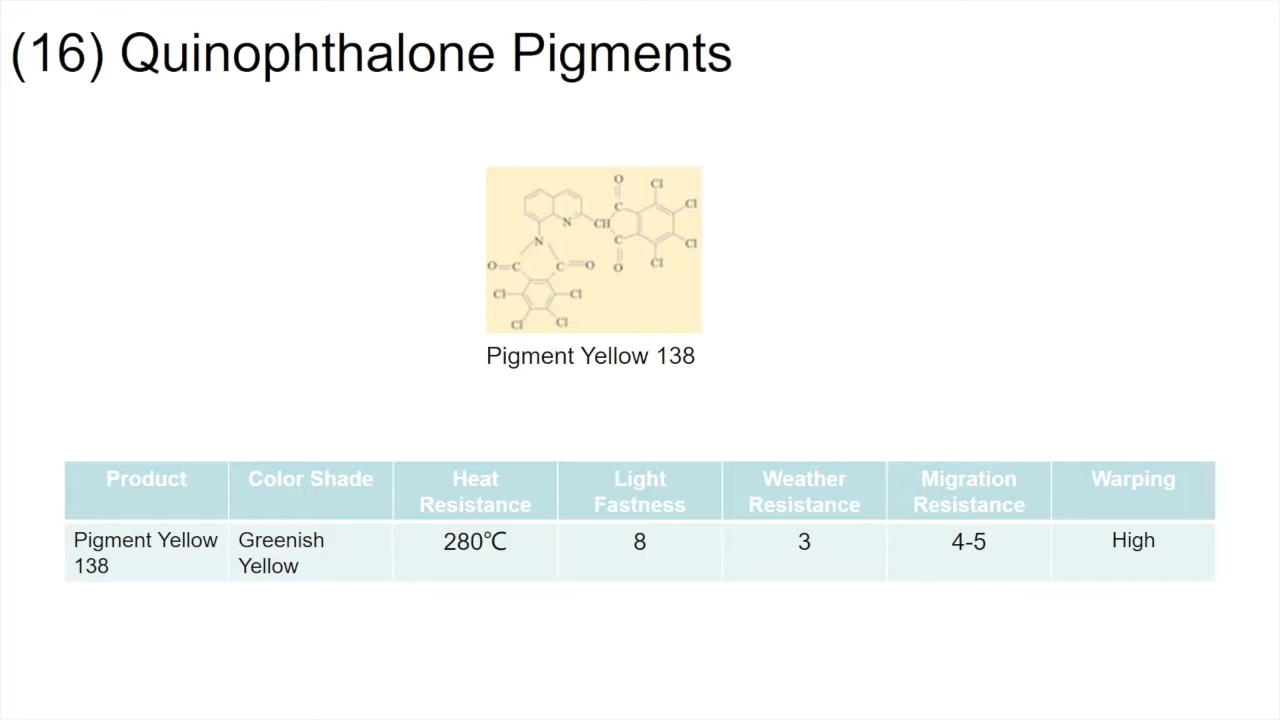 (16) Quinophthalone Pigments
O
Cl
C
Cl
N
CH
N
C
Cl
O
C
C
O
O
Cl
Cl
Cl
Cl
Cl
Pigment Yellow 138
Product
Color Shade
Heat
Resistance
Light
Fastness
Weather
Resistance
Migration
Resistance
Warping
Pigment Yellow
138
Greenish
Yellow
280℃
8
3
4-5
High